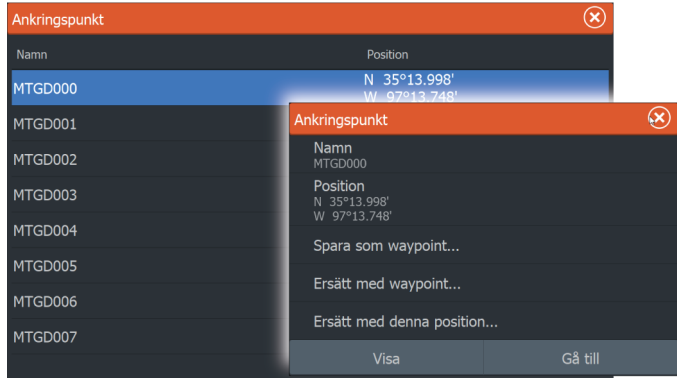 Ankringspunkt
Namn Position
MTGD000 N 35°13.998'
W 97°13.748'
MTGD001
MTGD002
MTGD003
MTGD004
MTGD005
MTGD006
MTGD007
Ankringspunkt
Namn
MTGD000
Position
N 35°13.998'
W 97°13.748'
Spara som waypoint...
Ersätt med waypoint...
Ersätt med denna position...
Visa Gå till